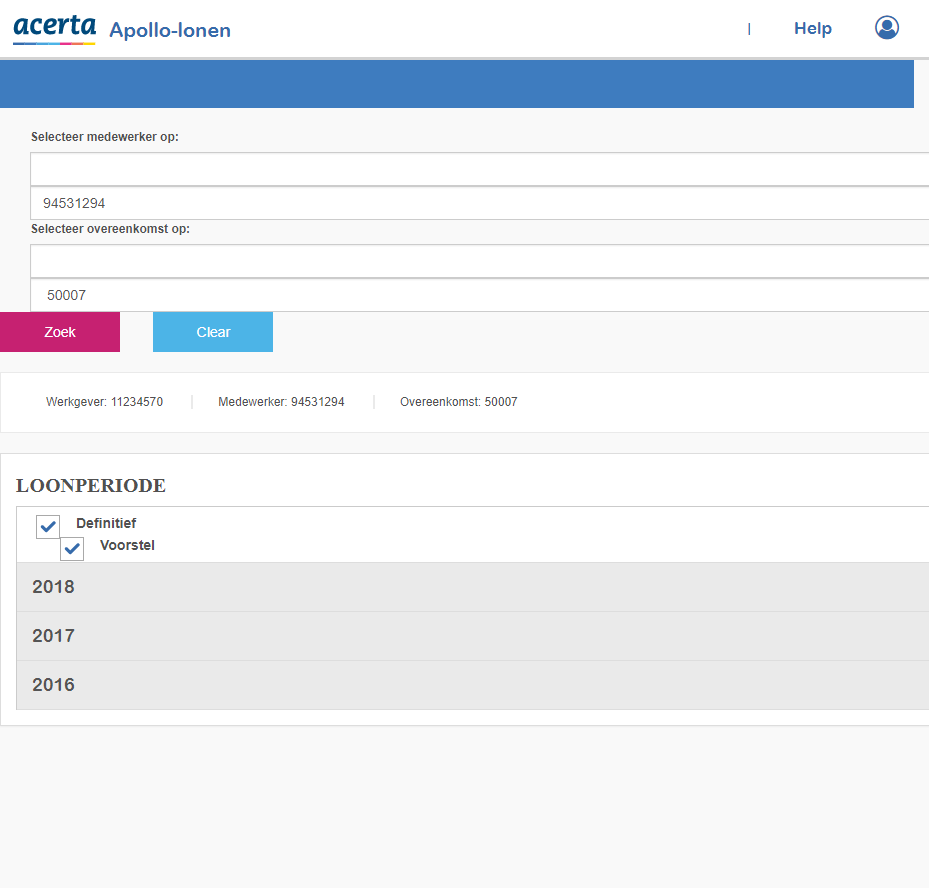 acerta Apollo-lonen | Help
Selecteer medewerker op:
94531294
Selecteer overeenkomst op:
50007
Zoek Clear
Werkgever: 11234570 | Medewerker: 94531294 | Overeenkomst: 50007
LOONPERIODE
Definitief
Voorstel
2018
2017
2016